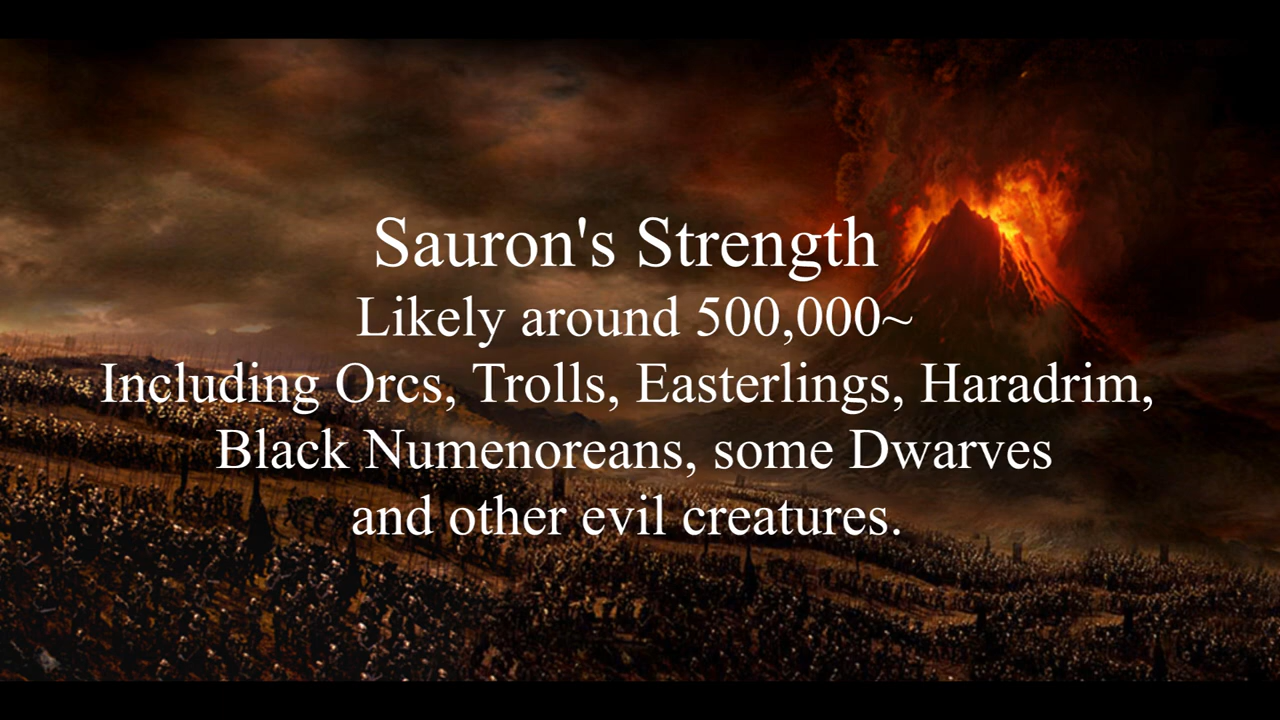 Sauron's Strength
Likely around 500,000~
Including Orcs, Trolls, Easterlings, Haradrim,
Black Numenoreans, some Dwarves
and other evil creatures.